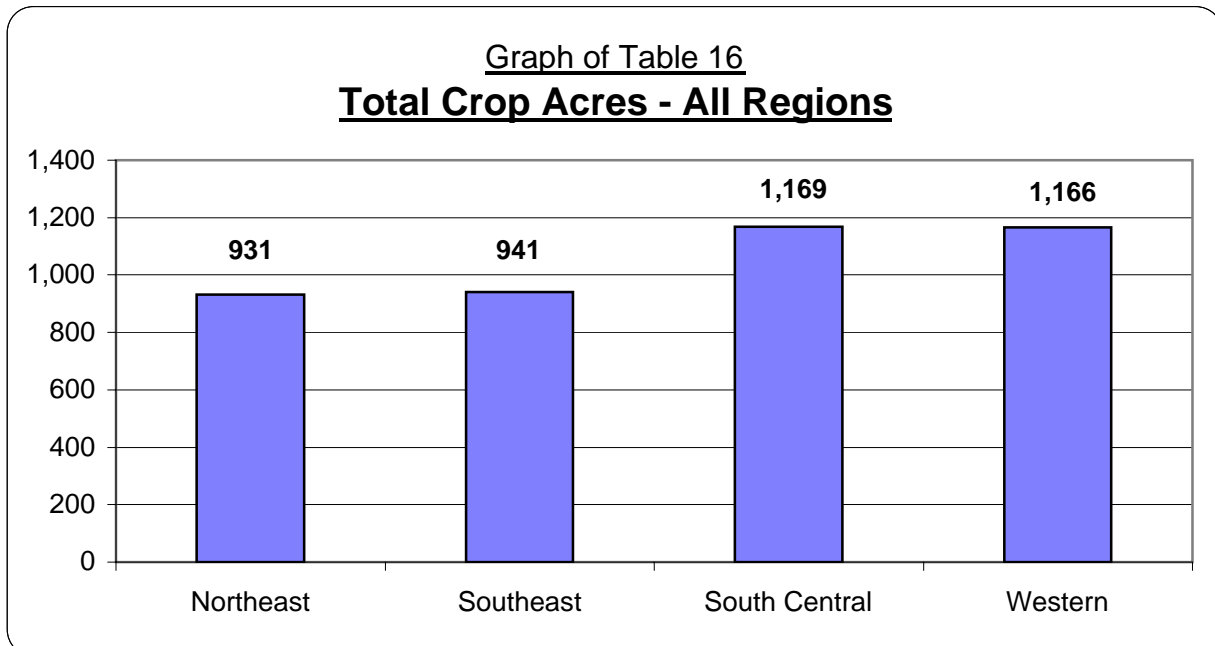 Graph of Table 16
Total Crop Acres - All Regions
1,400
1,200
1,000
800
600
400
200
0
931
941
1,169
1,166
Northeast
Southeast
South Central
Western